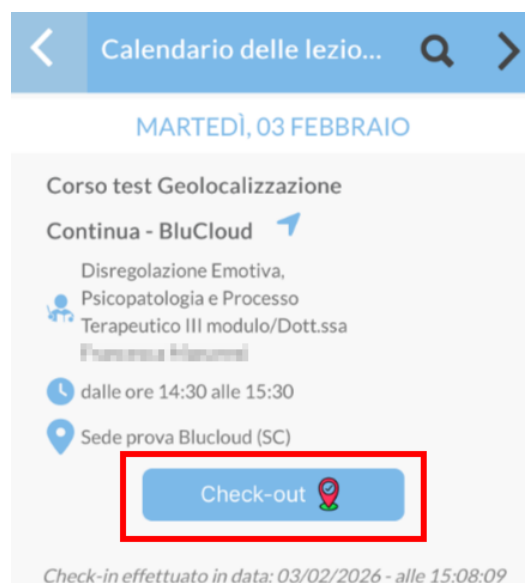 Calendario delle lezio...
MARTEDÌ, 03 FEBBRAIO
Corso test Geolocalizzazione
Continua - BluCloud
Disregolazione Emotiva,
Psicopatologia e Processo
Terapeutico III modulo/Dott.ssa
dalle ore 14:30 alle 15:30
Sede prova Blucloud (SC)
Check-out
Check-in effettuato in data: 03/02/2026 - alle 15:08:09